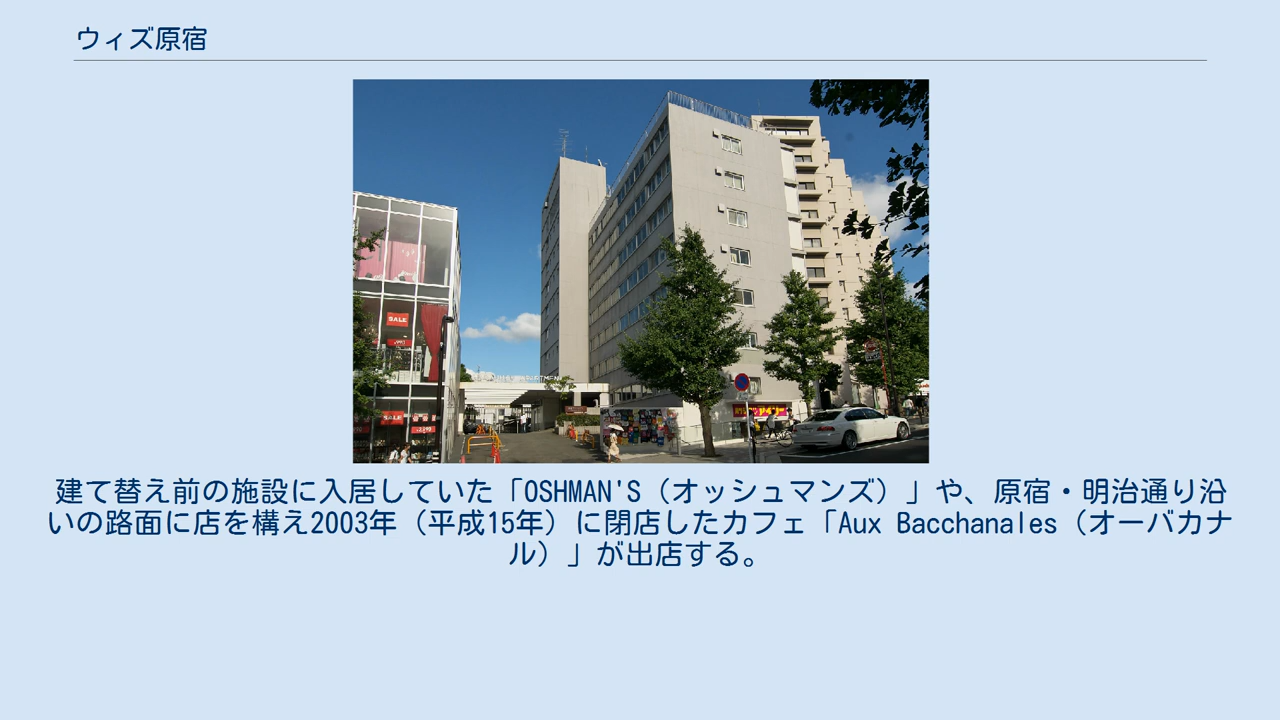 ウィズ原宿
SALE
SALE
建て替え前の施設に入居していた「OSHMAN'S（オッシュマンズ）」や、原宿・明治通り沿
いの路面に店を構え2003年（平成15年）に閉店したカフェ「Aux Bacchanales（オーバカナ
ル）」が出店する。